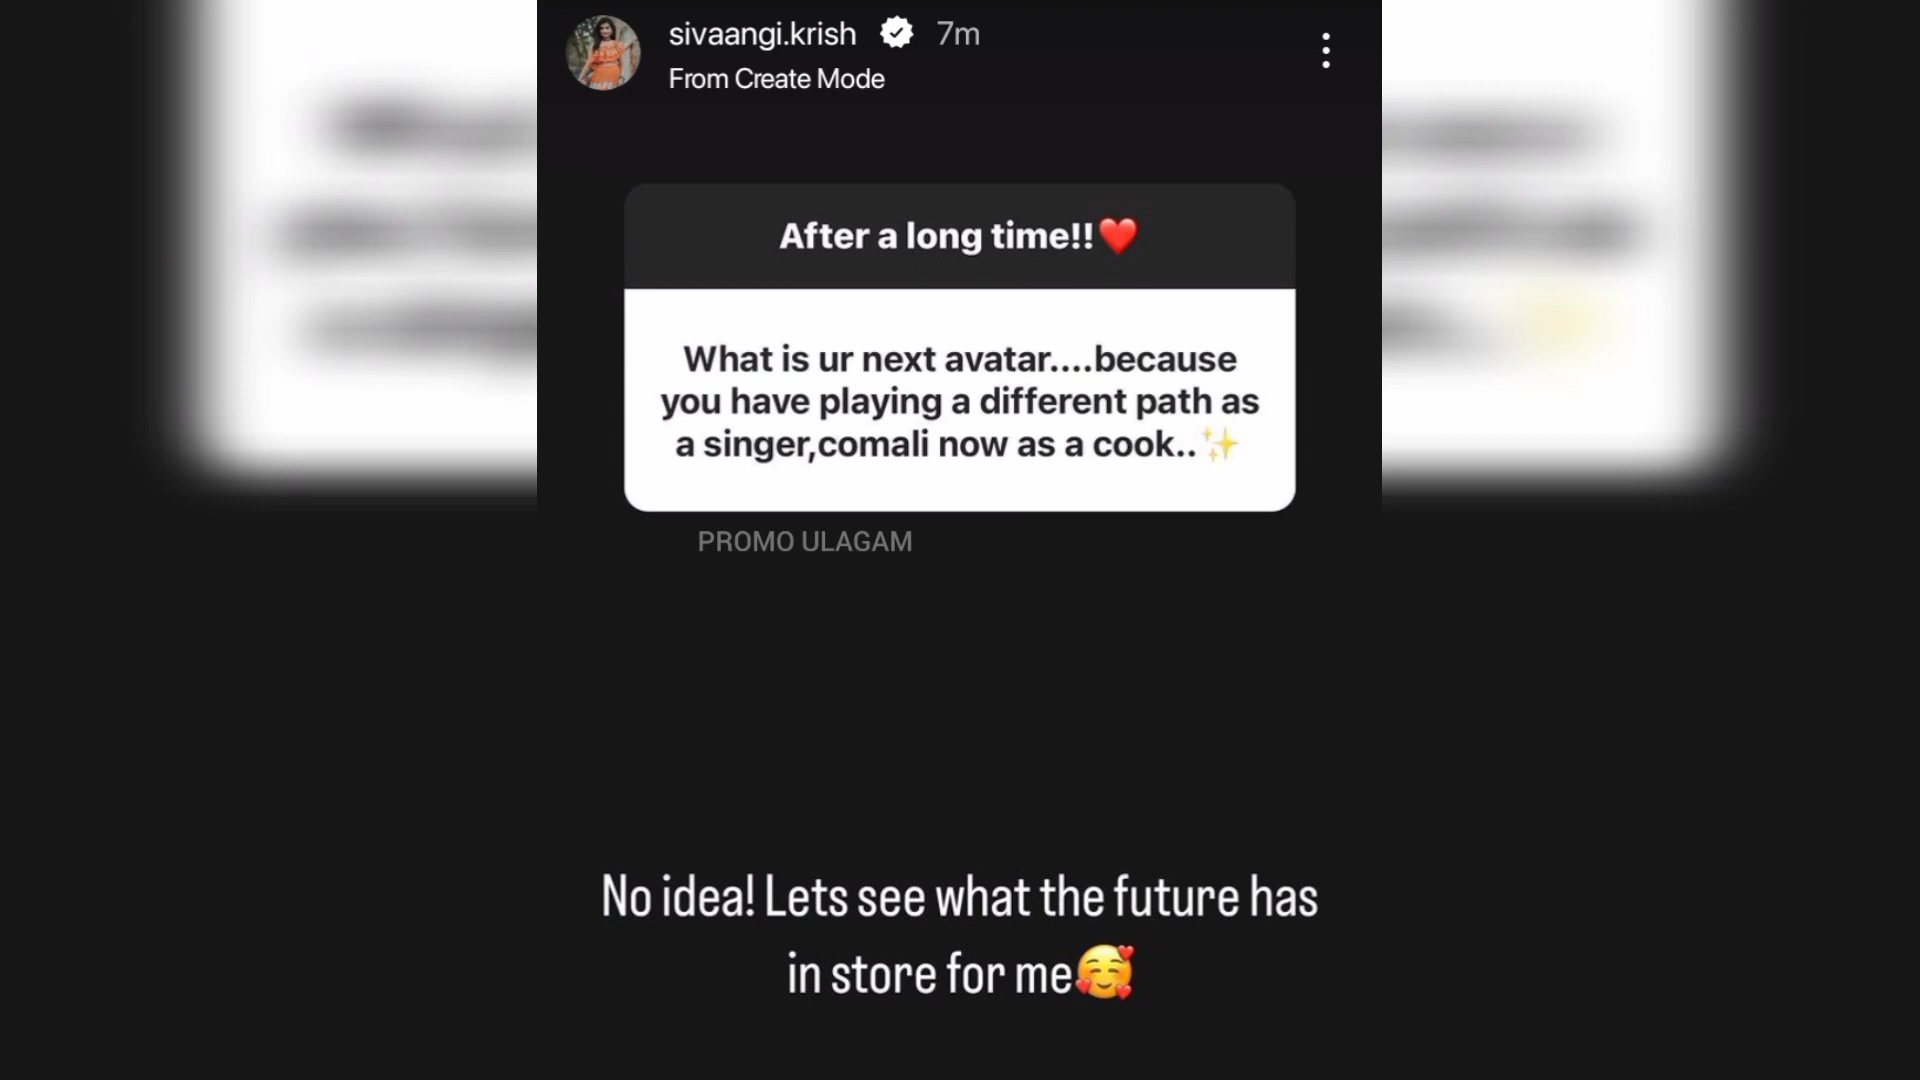 sivaangi.krish 7m
From Create Mode
After a long time!!❤️
What is ur next avatar....because
you have playing a different path as
a singer,comali now as a cook..✨
PROMO ULAGAM
No idea! Lets see what the future has
in store for me🥰